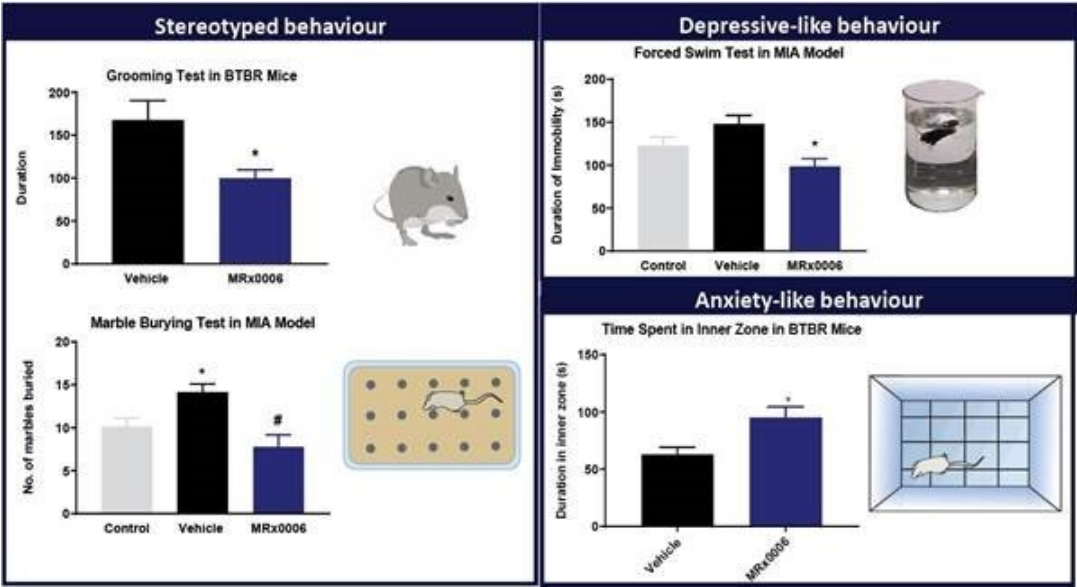 Stereotyped behaviour
Grooming Test in BTBR Mice
Duration
200
150
100
50
0
*
Vehicle
MRx0006
Marble Burying Test in MIA Model
No. of marbles buried
20
15
10
5
0
*
#
Control
Vehicle
MRx0006
Depressive-like behaviour
Forced Swim Test in MIA Model
Duration of Immobility (s)
200
150
100
50
0
*
Control
Vehicle
MRx0006
Anxiety-like behaviour
Time Spent in Inner Zone in BTBR Mice
Duration in inner zone (s)
150
100
50
0
*
Vehicle
MRx0006